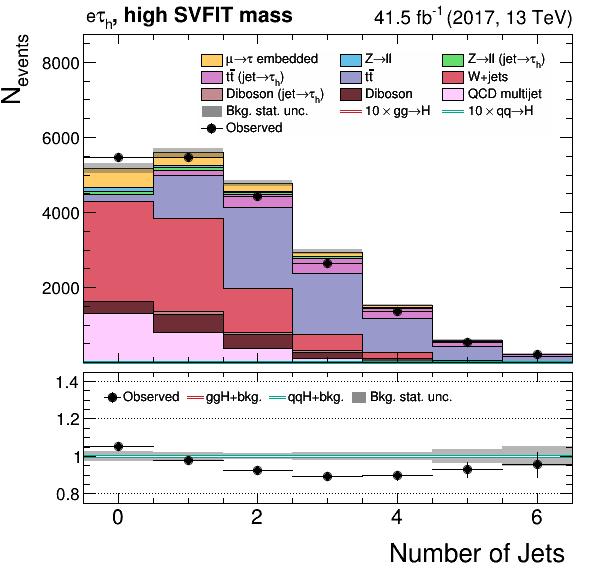 eτh, high SVFIT mass 41.5 fb⁻¹ (2017, 13 TeV)
Nevents
8000
6000
4000
2000
μ→τ embedded Z→ll Z→ll (jet→τh)
tt̄ (jet→τh) tt̄ W+jets
Diboson (jet→τh) Diboson QCD multijet
Bkg. stat. unc. 10 × gg→H 10 × qq→H
Observed
1.4
1.2
1.0
0.8
Observed ggH+bkg. qqH+bkg. Bkg. stat. unc.
0 2 4 6
Number of Jets